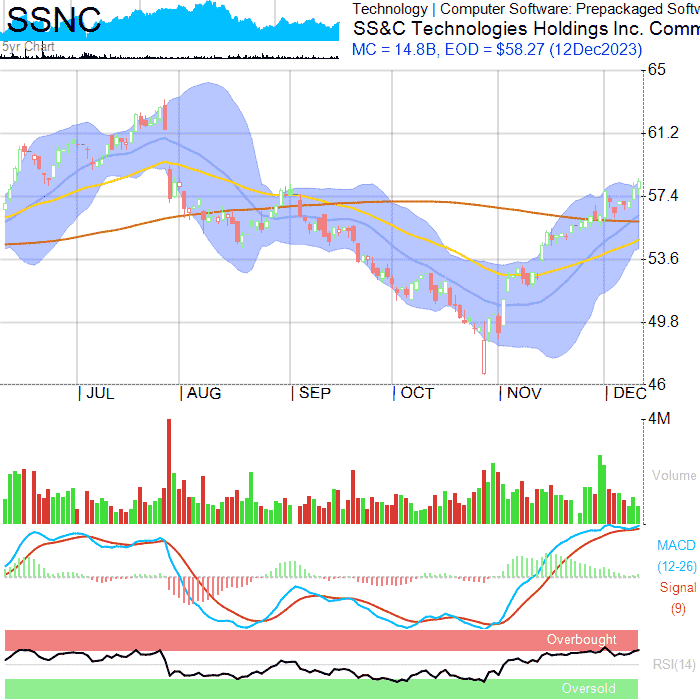 SSNC
5yr Chart
Technology | Computer Software: Prepackaged Softw
SS&C Technologies Holdings Inc. Comm
MC = 14.8B, EOD = $58.27 (12Dec2023)
65
61.2
57.4
53.6
49.8
46
| JUL | AUG | SEP | OCT | NOV | DEC
4M
Volume
MACD
(12-26)
Signal
(9)
Overbought
RSI(14)
Oversold